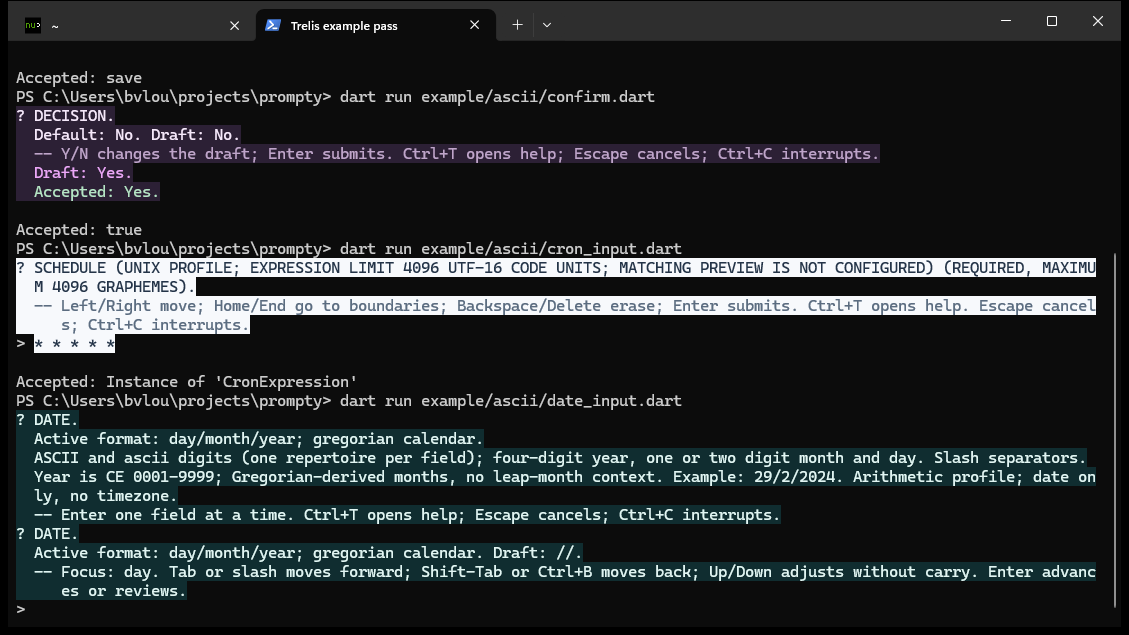 nu> ~
Trelis example pass
Accepted: save
PS C:\Users\bvlou\projects\prompty> dart run example/ascii/confirm.dart
? DECISION.
Default: No. Draft: No.
-- Y/N changes the draft; Enter submits. Ctrl+T opens help; Escape cancels; Ctrl+C interrupts.
Draft: Yes.
Accepted: Yes.
Accepted: true
PS C:\Users\bvlou\projects\prompty> dart run example/ascii/cron_input.dart
? SCHEDULE (UNIX PROFILE; EXPRESSION LIMIT 4096 UTF-16 CODE UNITS; MATCHING PREVIEW IS NOT CONFIGURED) (REQUIRED, MAXIMU
M 4096 GRAPHEMES).
-- Left/Right move; Home/End go to boundaries; Backspace/Delete erase; Enter submits. Ctrl+T opens help. Escape cancel
s; Ctrl+C interrupts.
> * * * * *
Accepted: Instance of 'CronExpression'
PS C:\Users\bvlou\projects\prompty> dart run example/ascii/date_input.dart
? DATE.
Active format: day/month/year; gregorian calendar.
ASCII and ascii digits (one repertoire per field); four-digit year, one or two digit month and day. Slash separators.
Year is CE 0001-9999; Gregorian-derived months, no leap-month context. Example: 29/2/2024. Arithmetic profile; date on
ly, no timezone.
-- Enter one field at a time. Ctrl+T opens help; Escape cancels; Ctrl+C interrupts.
? DATE.
Active format: day/month/year; gregorian calendar. Draft: //.
-- Focus: day. Tab or slash moves forward; Shift-Tab or Ctrl+B moves back; Up/Down adjusts without carry. Enter advanc
es or reviews.
>